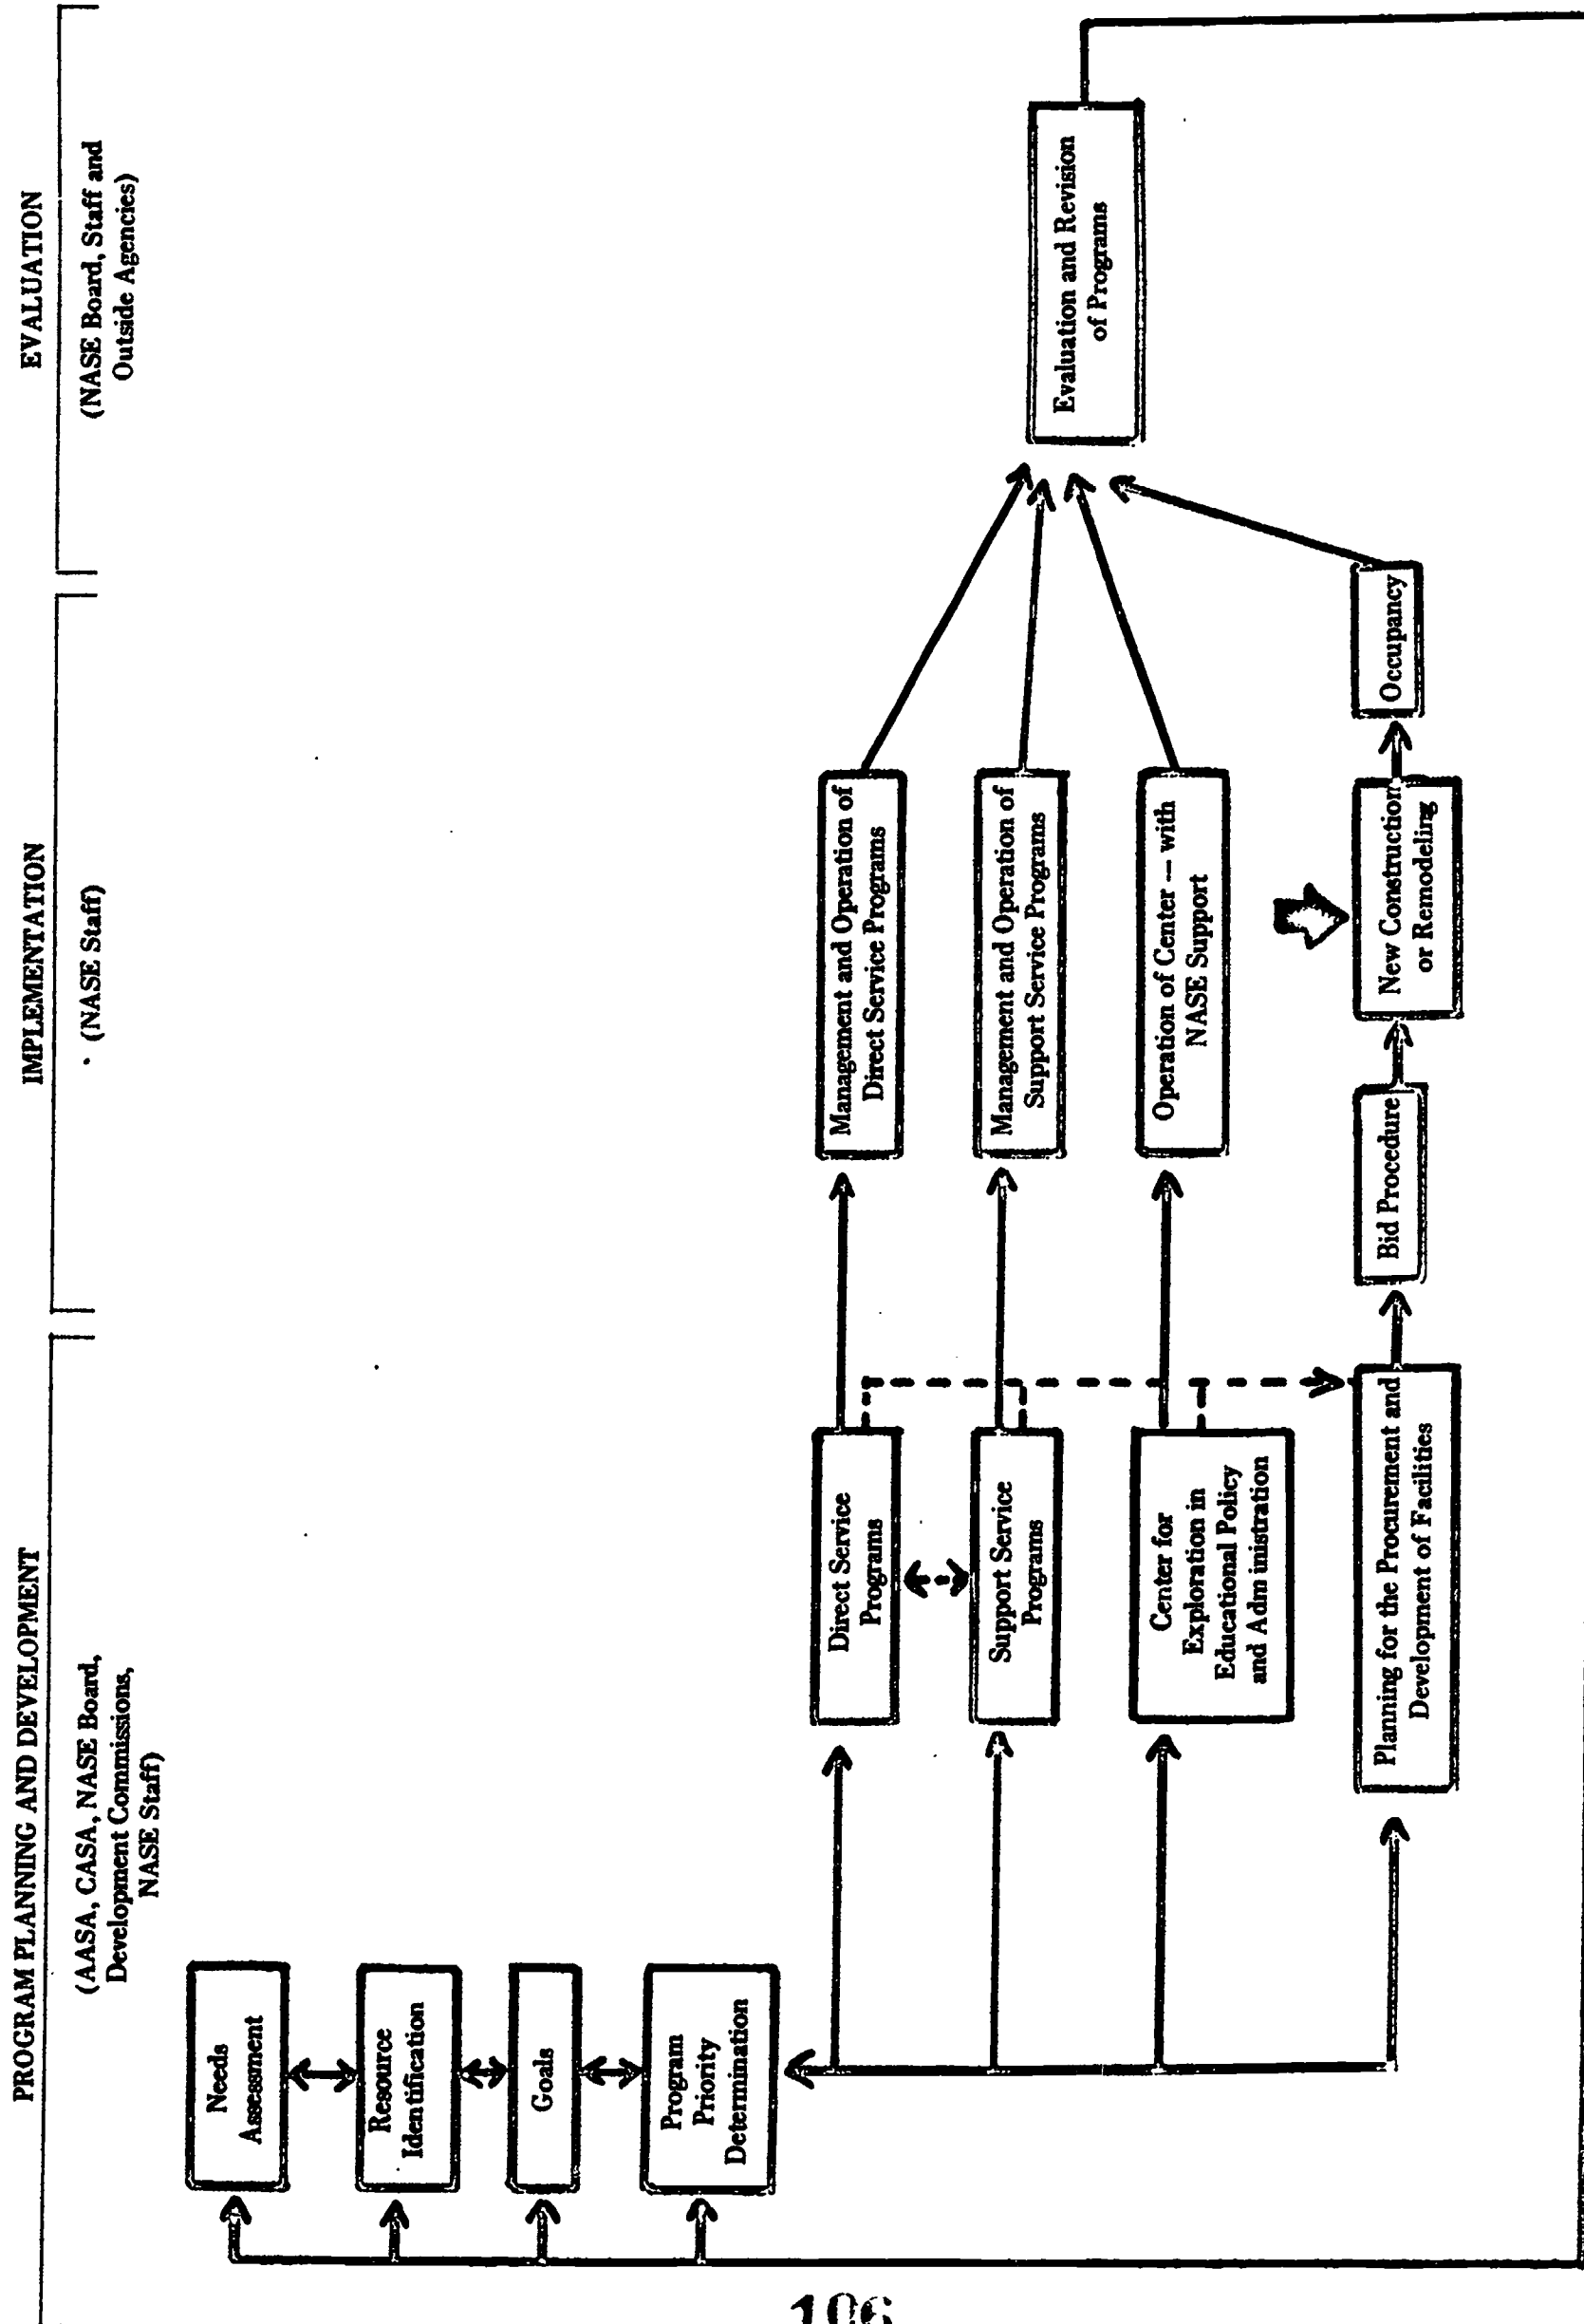 PROGRAM PLANNING AND DEVELOPMENT
(AASA, CASA, NASE Board,
Development Commissions,
NASE Staff)
IMPLEMENTATION
(NASE Staff)
EVALUATION
(NASE Board, Staff and
Outside Agencies)
Needs
Assessment
Resource
Identification
Goals
Program
Priority
Determination
Direct Service
Programs
Support Service
Programs
Center for
Exploration in
Educational Policy
and Administration
Planning for the Procurement and
Development of Facilities
Management and Operation of
Direct Service Programs
Management and Operation of
Support Service Programs
Operation of Center — with
NASE Support
Bid Procedure
New Construction
or Remodeling
Occupancy
Evaluation and Revision
of Programs